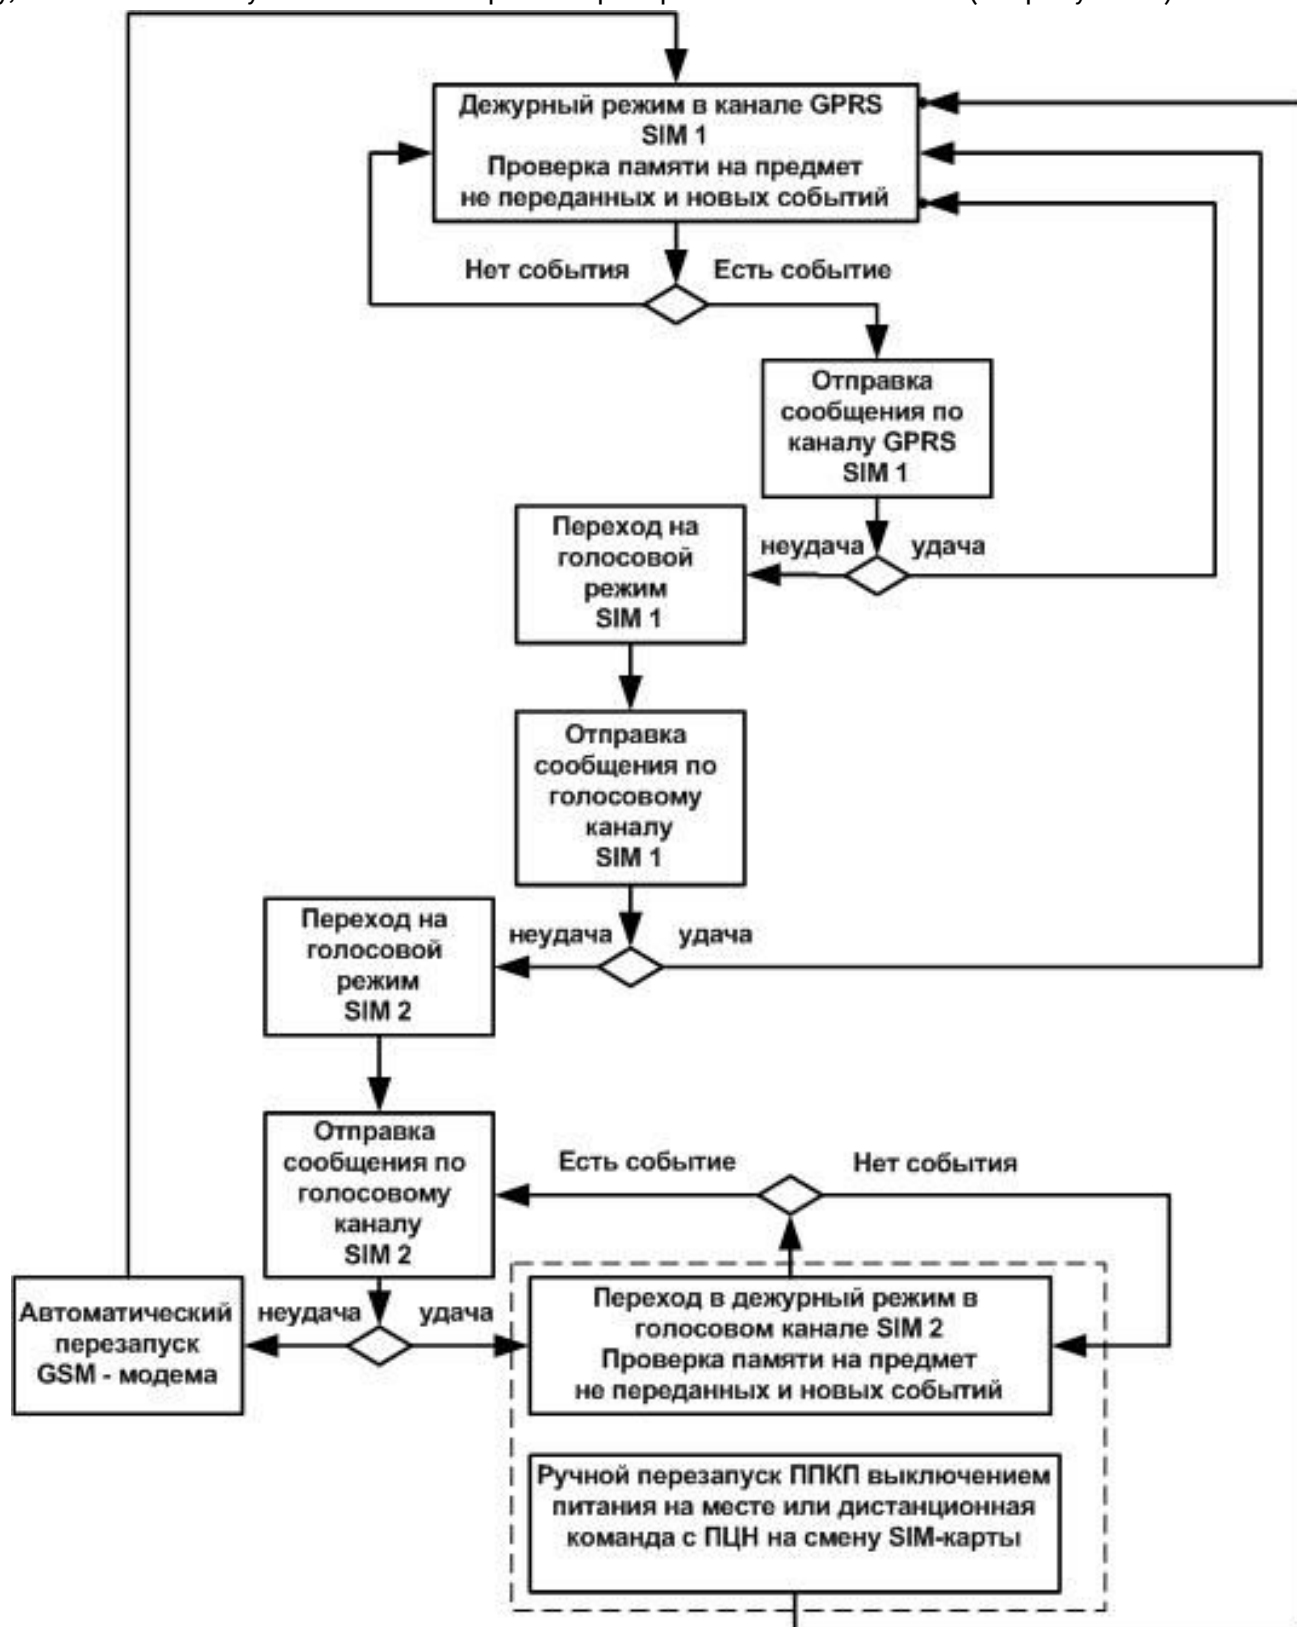 Дежурный режим в канале GPRS
SIM 1
Проверка памяти на предмет
не переданных и новых событий
Нет события
Есть событие
Отправка
сообщения по
каналу GPRS
SIM 1
неудача
удача
Переход на
голосовой
режим
SIM 1
Отправка
сообщения по
голосовому
каналу
SIM 1
неудача
удача
Переход на
голосовой
режим
SIM 2
Отправка
сообщения по
голосовому
каналу
SIM 2
Есть событие
Нет события
неудача
удача
Автоматический
перезапуск
GSM - модема
Переход в дежурный режим в
голосовом канале SIM 2
Проверка памяти на предмет
не переданных и новых событий
Ручной перезапуск ППКП выключением
питания на месте или дистанционная
команда с ПЦН на смену SIM-карты